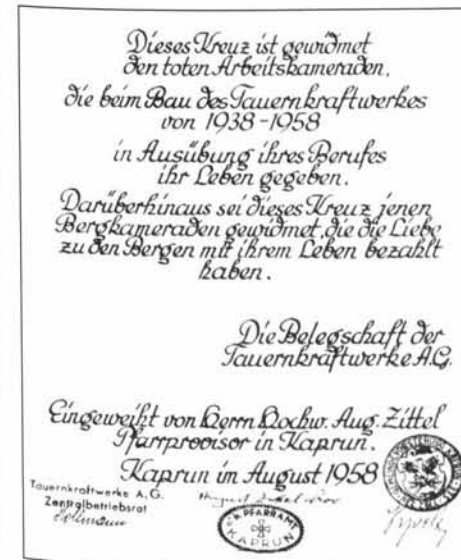 Dieses Kreuz ist gewidmet
den toten Arbeitskameraden,
die beim Bau des Tauernkraftwerkes
von 1938-1958
in Ausübung ihres Berufes
ihr Leben gegeben.
Darüberhinaus sei dieses Kreuz jenen
Bergkameraden gewidmet, die die Liebe
zu den Bergen mit ihrem Leben bezahlt
haben.
Die Belegschaft der
Tauernkraftwerke A.G.
Eingeweiht von Herrn Hochw. Aug. Zittel
Pfarrprovisor in Kaprun.
Kaprun im August 1958
Tauernkraftwerke A.G.
Zentralbetriebsrat
PFARRAMT
KAPRUN